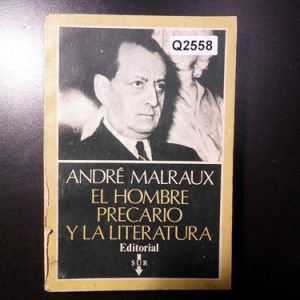 Q2558
ANDRÉ MALRAUX
EL HOMBRE
PRECARIO
Y LA LITERATURA
Editorial
SUR